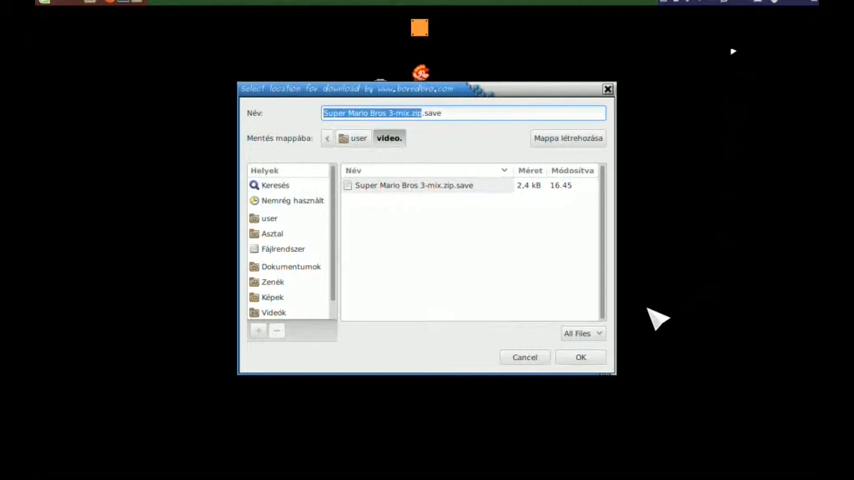 Select location for download by www.boredbro.com
Név:
Super Mario Bros 3-mix.zip.save
Mentés mappába:
user
video.
Mappa létrehozása
Helyek
Név
Méret
Módosítva
Keresés
Super Mario Bros 3-mix.zip.save
2,4 kB
16.45
Nemrég használt
user
Asztal
Fájlrendszer
Dokumentumok
Zenék
Képek
Videók
All Files
Cancel
OK